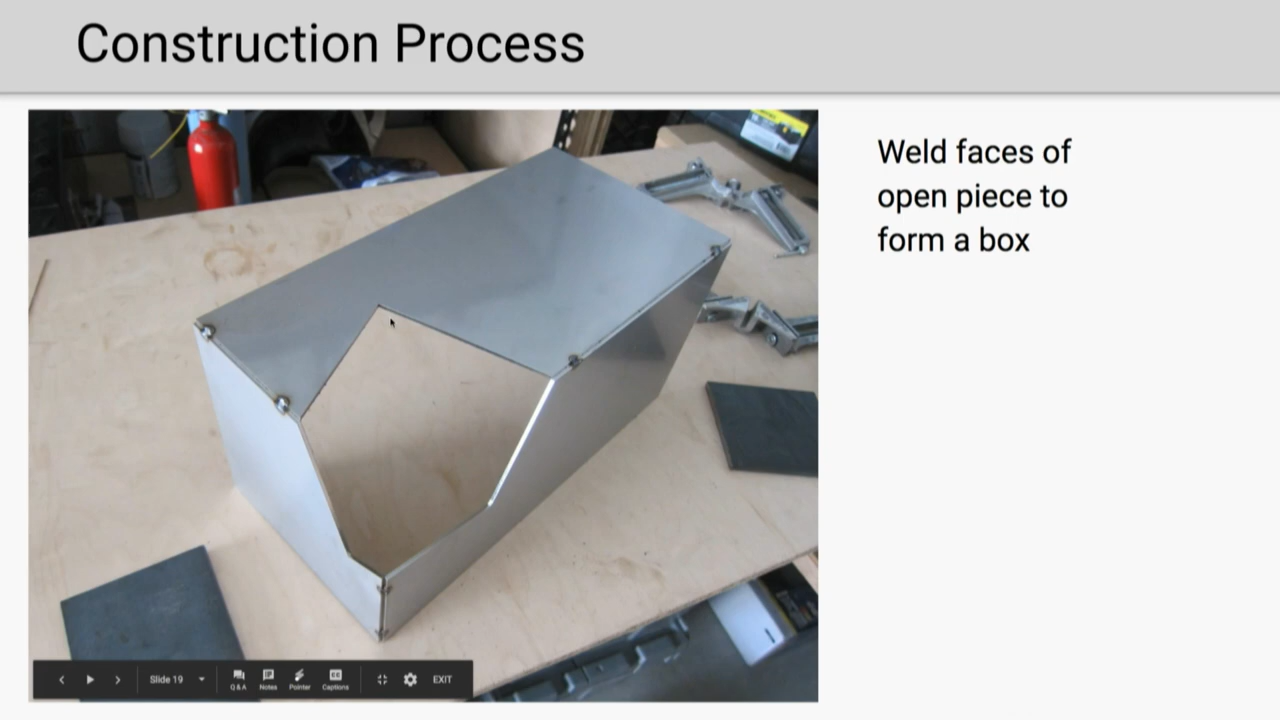 Construction Process
Weld faces of
open piece to
form a box
Slide 19
Q&A
Notes
Pointer
Captions
EXIT